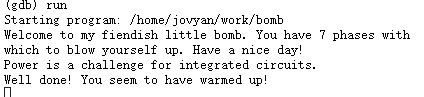 (gdb) run
Starting program: /home/jovyan/work/bomb
Welcome to my fiendish little bomb. You have 7 phases with
which to blow yourself up. Have a nice day!
Power is a challenge for integrated circuits.
Well done! You seem to have warmed up!